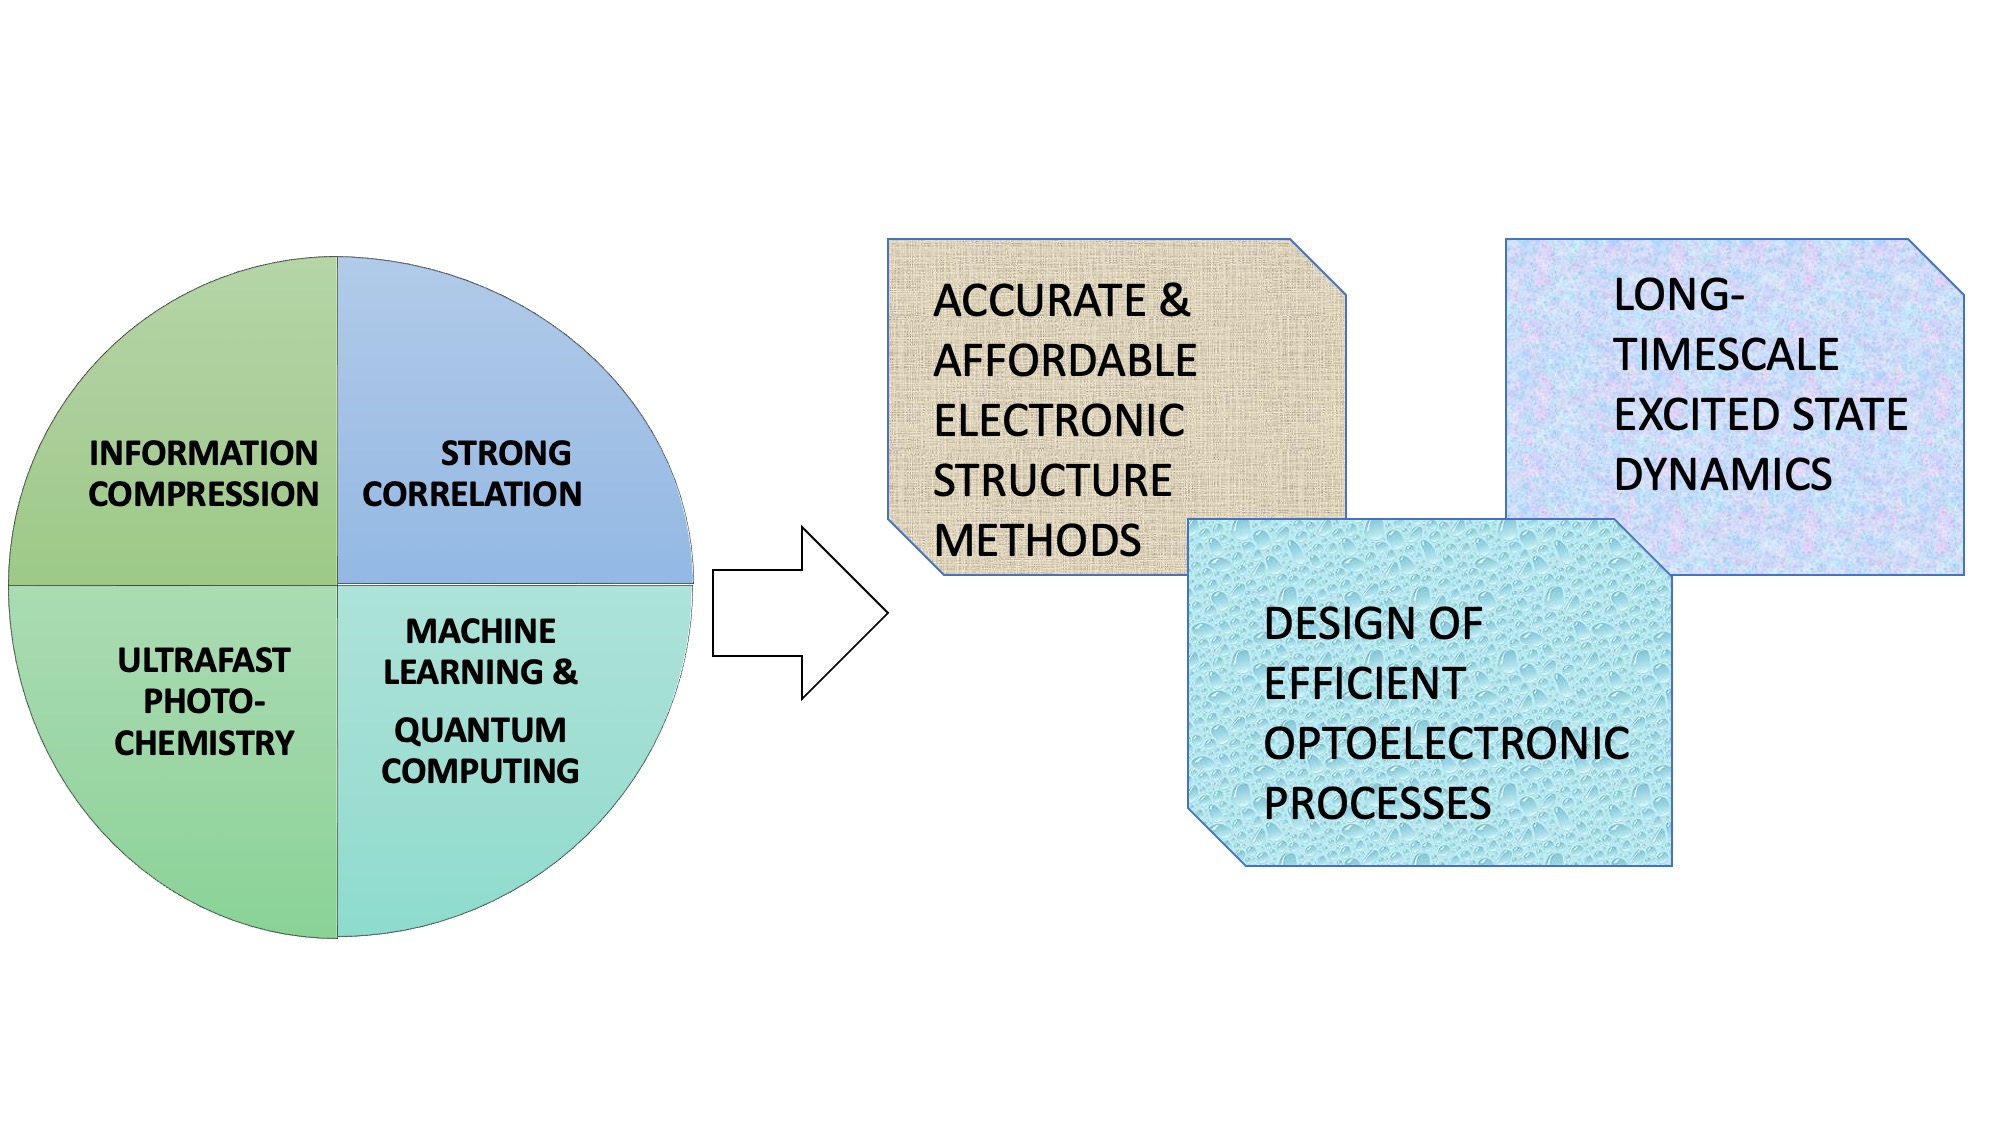 INFORMATION
COMPRESSION
STRONG
CORRELATION
ULTRAFAST
PHOTO-
CHEMISTRY
MACHINE
LEARNING &
QUANTUM
COMPUTING
ACCURATE &
AFFORDABLE
ELECTRONIC
STRUCTURE
METHODS
LONG-
TIMESCALE
EXCITED STATE
DYNAMICS
DESIGN OF
EFFICIENT
OPTOELECTRONIC
PROCESSES